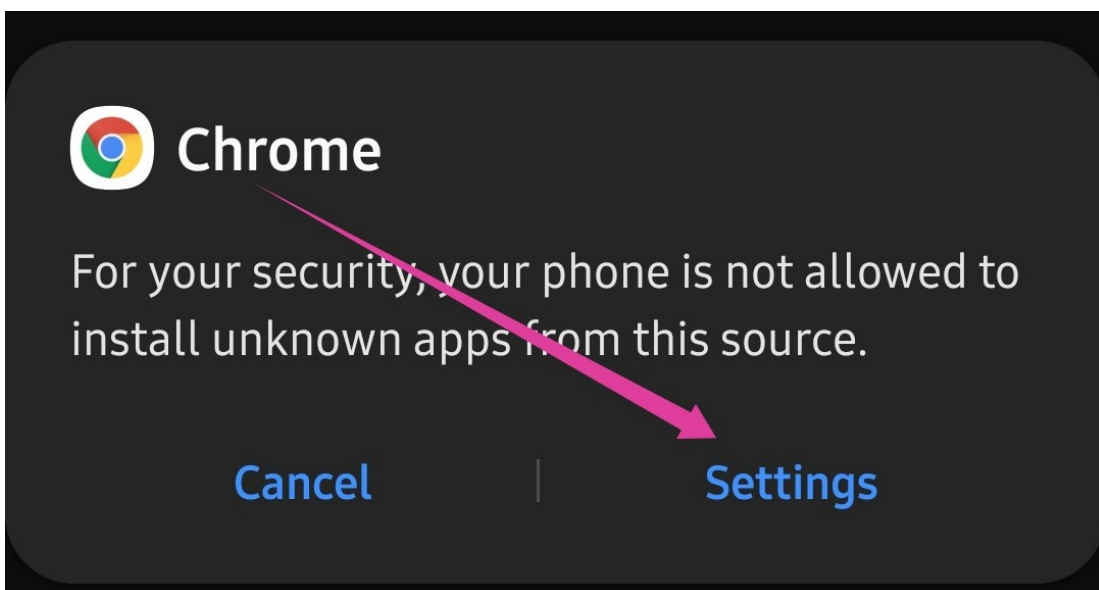 Chrome
For your security, your phone is not allowed to
install unknown apps from this source.
Cancel
Settings